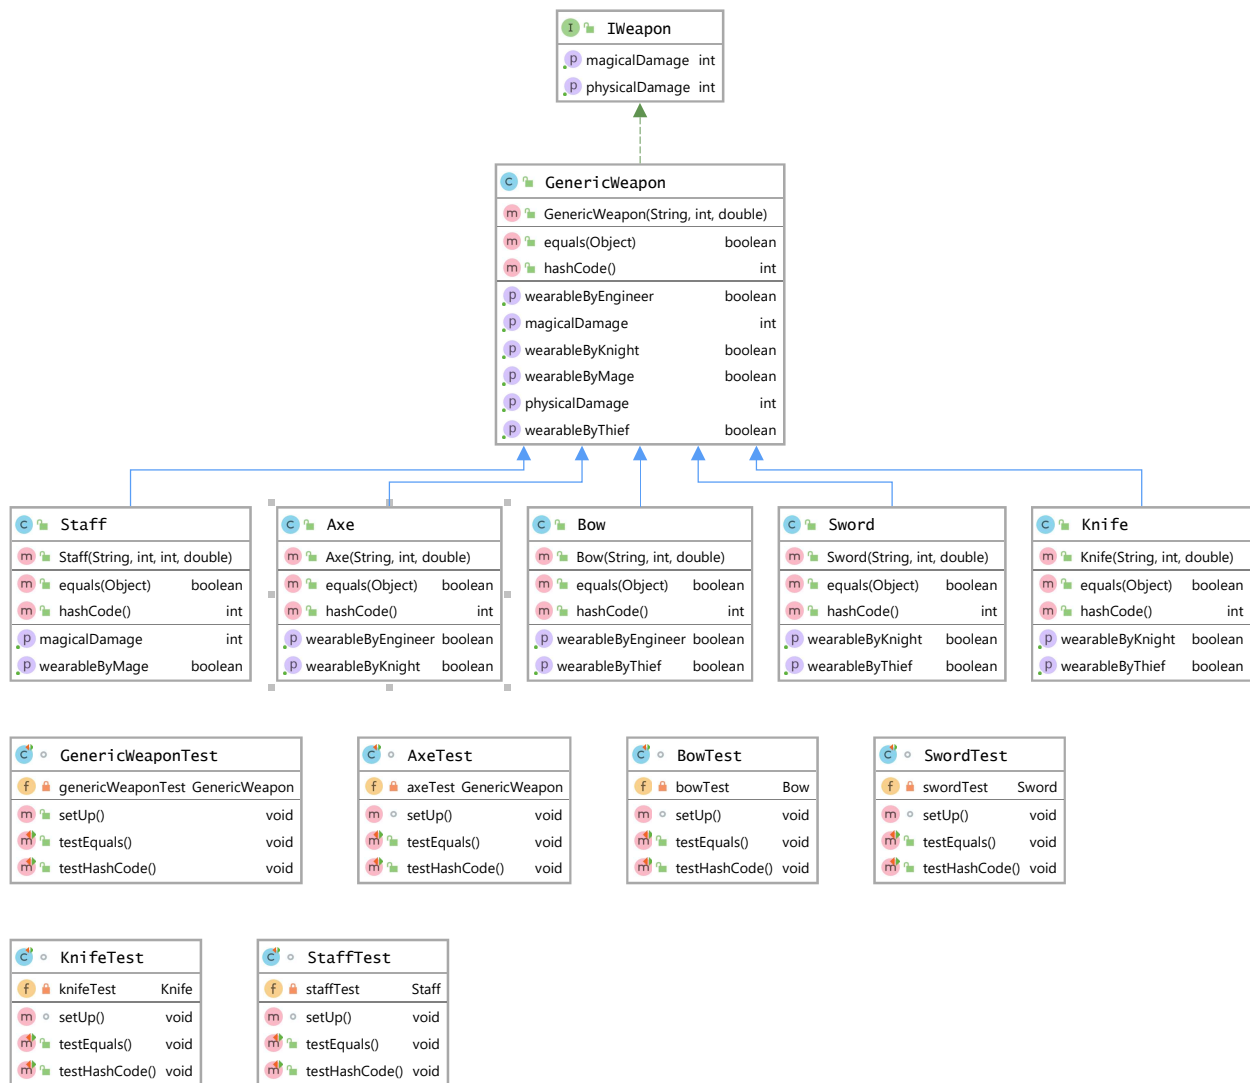 IWeapon
magicalDamage int
physicalDamage int
GenericWeapon
GenericWeapon(String, int, double)
equals(Object) boolean
hashCode() int
wearableByEngineer boolean
magicalDamage int
wearableByKnight boolean
wearableByMage boolean
physicalDamage int
wearableByThief boolean
Staff
Staff(String, int, int, double)
equals(Object) boolean
hashCode() int
magicalDamage int
wearableByMage boolean
Axe
Axe(String, int, double)
equals(Object) boolean
hashCode() int
wearableByEngineer boolean
wearableByKnight boolean
Bow
Bow(String, int, double)
equals(Object) boolean
hashCode() int
wearableByEngineer boolean
wearableByThief boolean
Sword
Sword(String, int, double)
equals(Object) boolean
hashCode() int
wearableByKnight boolean
wearableByThief boolean
Knife
Knife(String, int, double)
equals(Object) boolean
hashCode() int
wearableByKnight boolean
wearableByThief boolean
GenericWeaponTest
genericWeaponTest GenericWeapon
setUp() void
testEquals() void
testHashCode() void
AxeTest
axeTest GenericWeapon
setUp() void
testEquals() void
testHashCode() void
BowTest
bowTest Bow
setUp() void
testEquals() void
testHashCode() void
SwordTest
swordTest Sword
setUp() void
testEquals() void
testHashCode() void
KnifeTest
knifeTest Knife
setUp() void
testEquals() void
testHashCode() void
StaffTest
staffTest Staff
setUp() void
testEquals() void
testHashCode() void